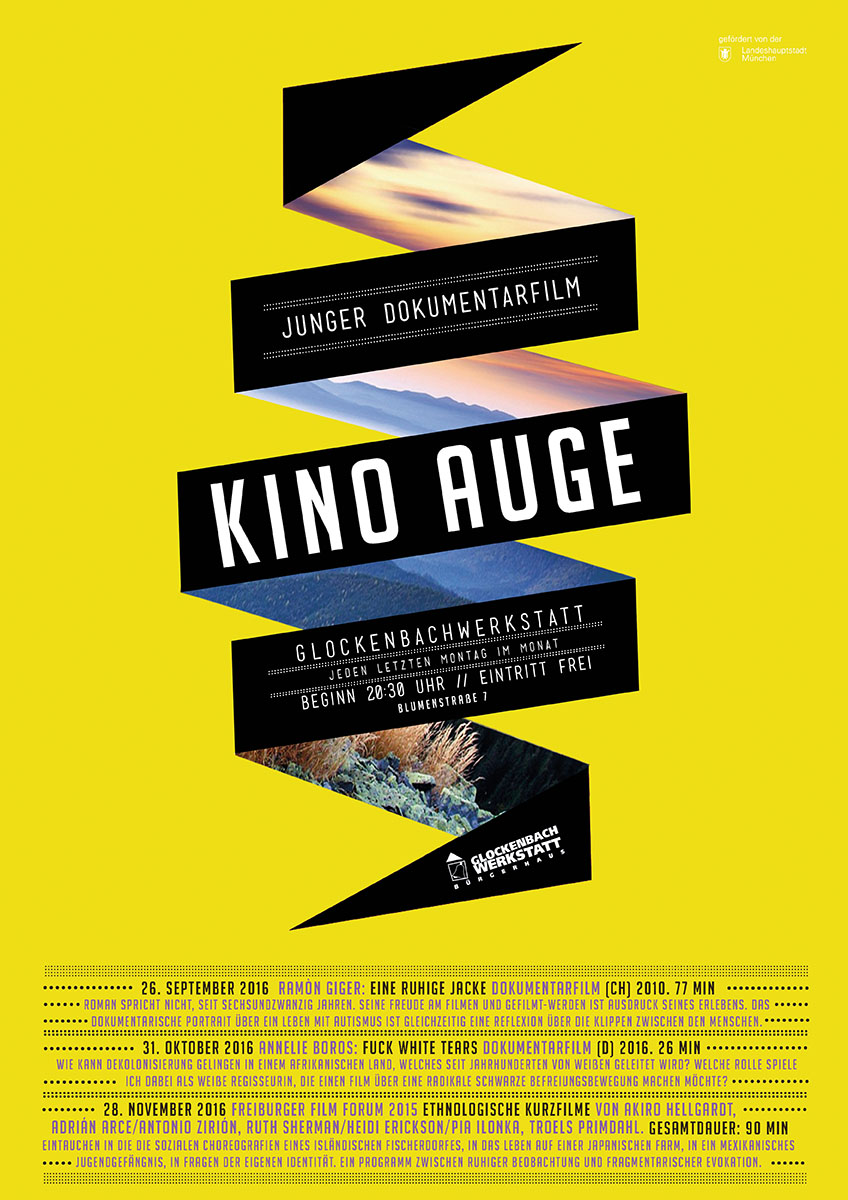 gefördert von der
Landeshauptstadt
München
JUNGER DOKUMENTARFILM
KINO AUGE
GLOCKENBACHWERKSTATT
JEDEN LETZTEN MONTAG IM MONAT
BEGINN 20:30 UHR // EINTRITT FREI
BLUMENSTRAßE 7
GLOCKENBACH
WERKSTATT
BÜRGERHAUS
26. SEPTEMBER 2016 RAMÒN GIGER: EINE RUHIGE JACKE DOKUMENTARFILM (CH) 2010. 77 MIN
ROMAN SPRICHT NICHT, SEIT SECHSUNDZWANZIG JAHREN. SEINE FREUDE AM FILMEN UND GEFILMT-WERDEN IST AUSDRUCK SEINES ERLEBENS. DAS
DOKUMENTARISCHE PORTRAIT ÜBER EIN LEBEN MIT AUTISMUS IST GLEICHZEITIG EINE REFLEXION ÜBER DIE KLIPPEN ZWISCHEN DEN MENSCHEN.
31. OKTOBER 2016 ANNELIE BOROS: FUCK WHITE TEARS DOKUMENTARFILM (D) 2016. 26 MIN
WIE KANN DEKOLONISIERUNG GELINGEN IN EINEM AFRIKANISCHEN LAND, WELCHES SEIT JAHRHUNDERTEN VON WEIßEN GELEITET WIRD? WELCHE ROLLE SPIELE
ICH DABEI ALS WEIßE REGISSEURIN, DIE EINEN FILM ÜBER EINE RADIKALE SCHWARZE BEFREIUNGSBEWEGUNG MACHEN MÖCHTE?
28. NOVEMBER 2016 FREIBURGER FILM FORUM 2015 ETHNOLOGISCHE KURZFILME VON AKIRO HELLGARDT,
ADRIÁN ARCE/ANTONIO ZIRIÓN, RUTH SHERMAN/HEIDI ERICKSON/PIA ILONKA, TROELS PRIMDAHL. GESAMTDAUER: 90 MIN
EINTAUCHEN IN DIE DIE SOZIALEN CHOREOGRAFIEN EINES ISLÄNDISCHEN FISCHERDORFES, IN DAS LEBEN AUF EINER JAPANISCHEN FARM, IN EIN MEXIKANISCHES
JUGENDGEFÄNGNIS, IN FRAGEN DER EIGENEN IDENTITÄT. EIN PROGRAMM ZWISCHEN RUHIGER BEOBACHTUNG UND FRAGMENTARISCHER EVOKATION.